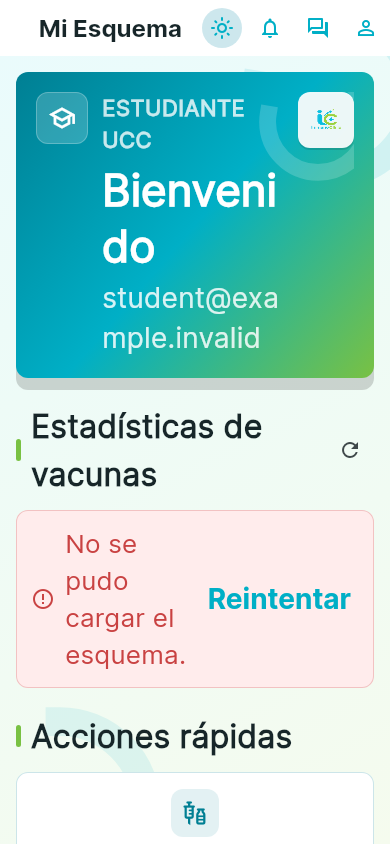 Mi Esquema
ESTUDIANTE
UCC
Bienveni
do
student@exa
mple.invalid
Estadísticas de
vacunas
No se
pudo
cargar el
esquema.
Reintentar
Acciones rápidas